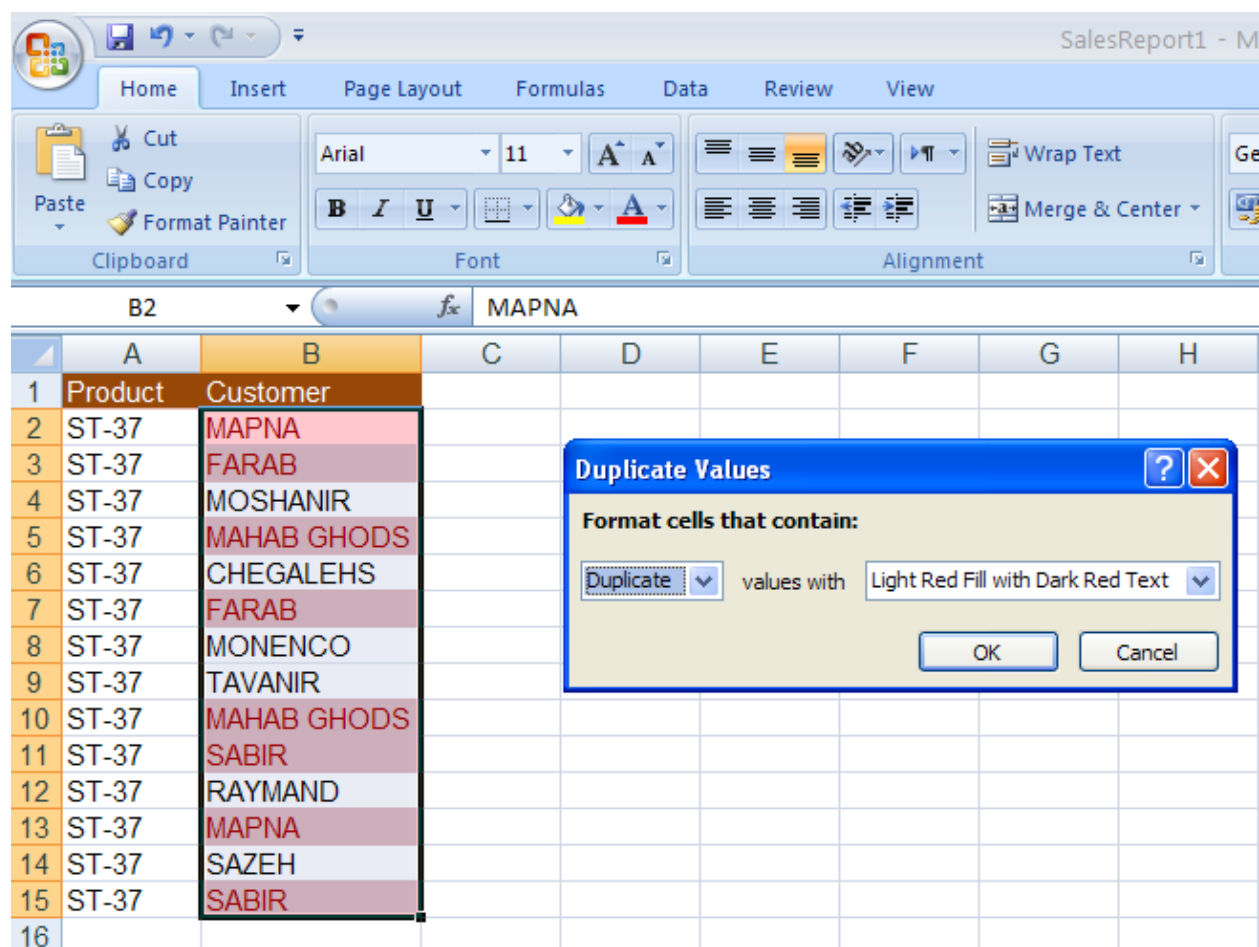 SalesReport1 - M
Home Insert Page Layout Formulas Data Review View
Cut
Copy
Format Painter
Paste
Arial 11 A A Wrap Text Ge
B I U A Merge & Center
Clipboard Font Alignment
B2 fx MAPNA
A B C D E F G H
1 Product Customer
2 ST-37 MAPNA
3 ST-37 FARAB
4 ST-37 MOSHANIR
5 ST-37 MAHAB GHODS
6 ST-37 CHEGALEHS
7 ST-37 FARAB
8 ST-37 MONENCO
9 ST-37 TAVANIR
10 ST-37 MAHAB GHODS
11 ST-37 SABIR
12 ST-37 RAYMAND
13 ST-37 MAPNA
14 ST-37 SAZEH
15 ST-37 SABIR
16
Duplicate Values
Format cells that contain:
Duplicate values with Light Red Fill with Dark Red Text
OK Cancel